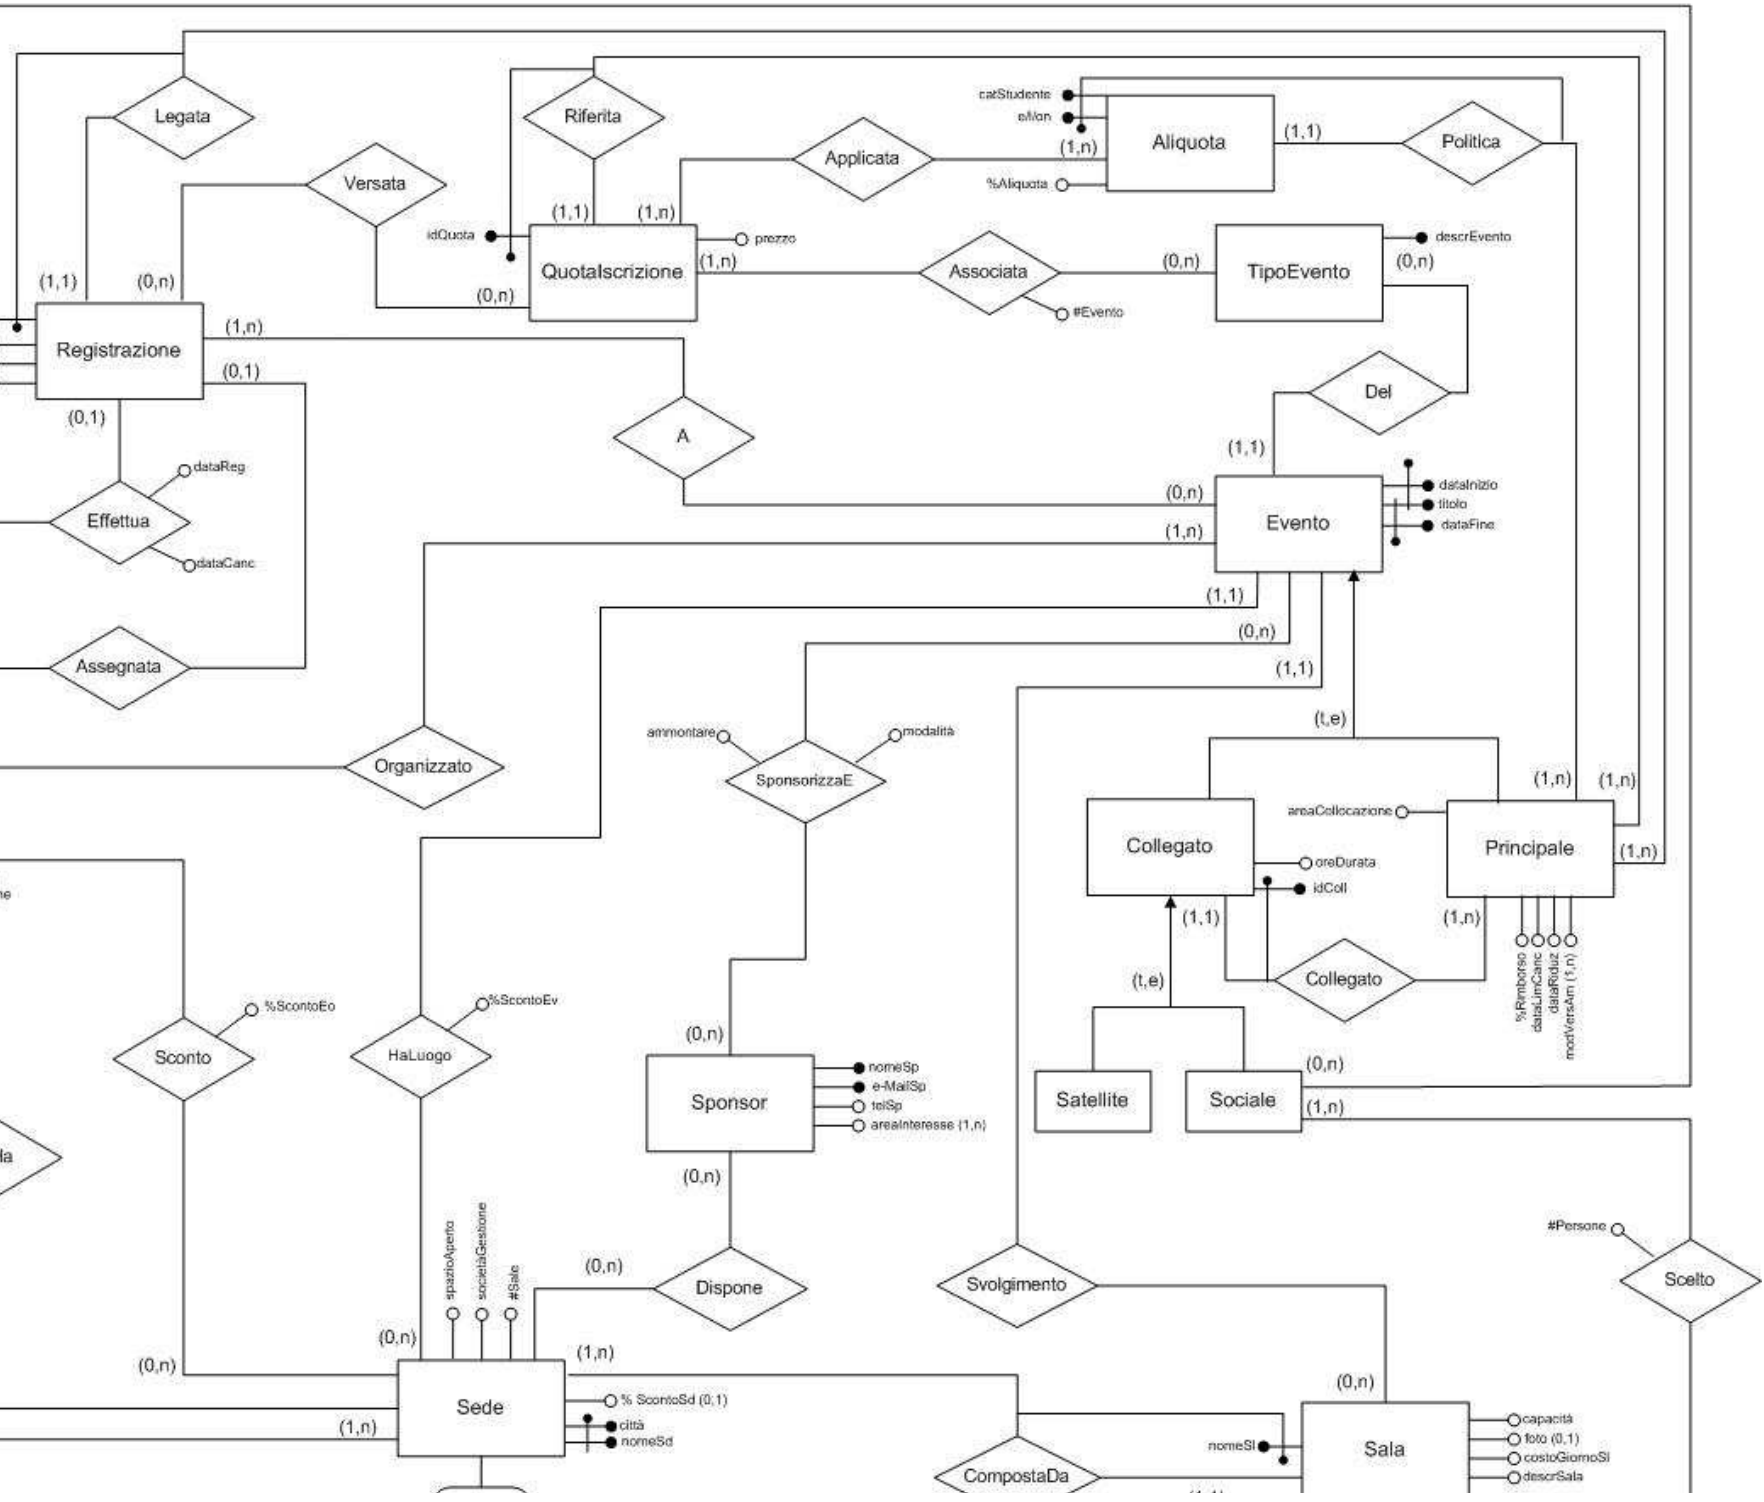 Legata
Riferita
catStudente
e/l/on
Aliquota
(1,1)
Politica
Applicata
(1,n)
%Aliquota
Versata
(1,1)
(1,n)
idQuota
prezzo
QuotaIscrizione
(1,n)
Associata
(0,n)
TipoEvento
descrEvento
(0,n)
#Evento
(1,1)
(0,n)
(0,n)
Registrazione
(1,n)
(0,1)
(0,1)
Del
A
(1,1)
dataReg
Effettua
dataCanc
(0,n)
(1,n)
Evento
dataInizio
titolo
dataFine
(1,1)
(0,n)
(1,1)
Assegnata
(t,e)
ammontare
modalità
SponsorizzaE
Organizzato
(1,n)
(1,n)
areaCollocazione
Collegato
Principale
(1,n)
oreDurata
idColl
(1,1)
(1,n)
Collegato
%Rimborso
dataLimCanc
dataRiduz
modVersAm (1,n)
(t,e)
%ScontoEo
Sconto
%ScontoEv
HaLuogo
(0,n)
Sponsor
nomeSp
e-MailSp
telSp
areaInteresse (1,n)
Satellite
Sociale
(0,n)
(1,n)
(0,n)
spazioAperto
societàGestione
#Sale
(0,n)
Dispone
Svolgimento
#Persone
Scelto
(0,n)
(0,n)
(1,n)
(0,n)
Sede
% ScontoSd (0,1)
città
nomeSd
(1,n)
nomeSl
CompostaDa
Sala
capacità
foto (0,1)
costoGiornoSl
descrSala